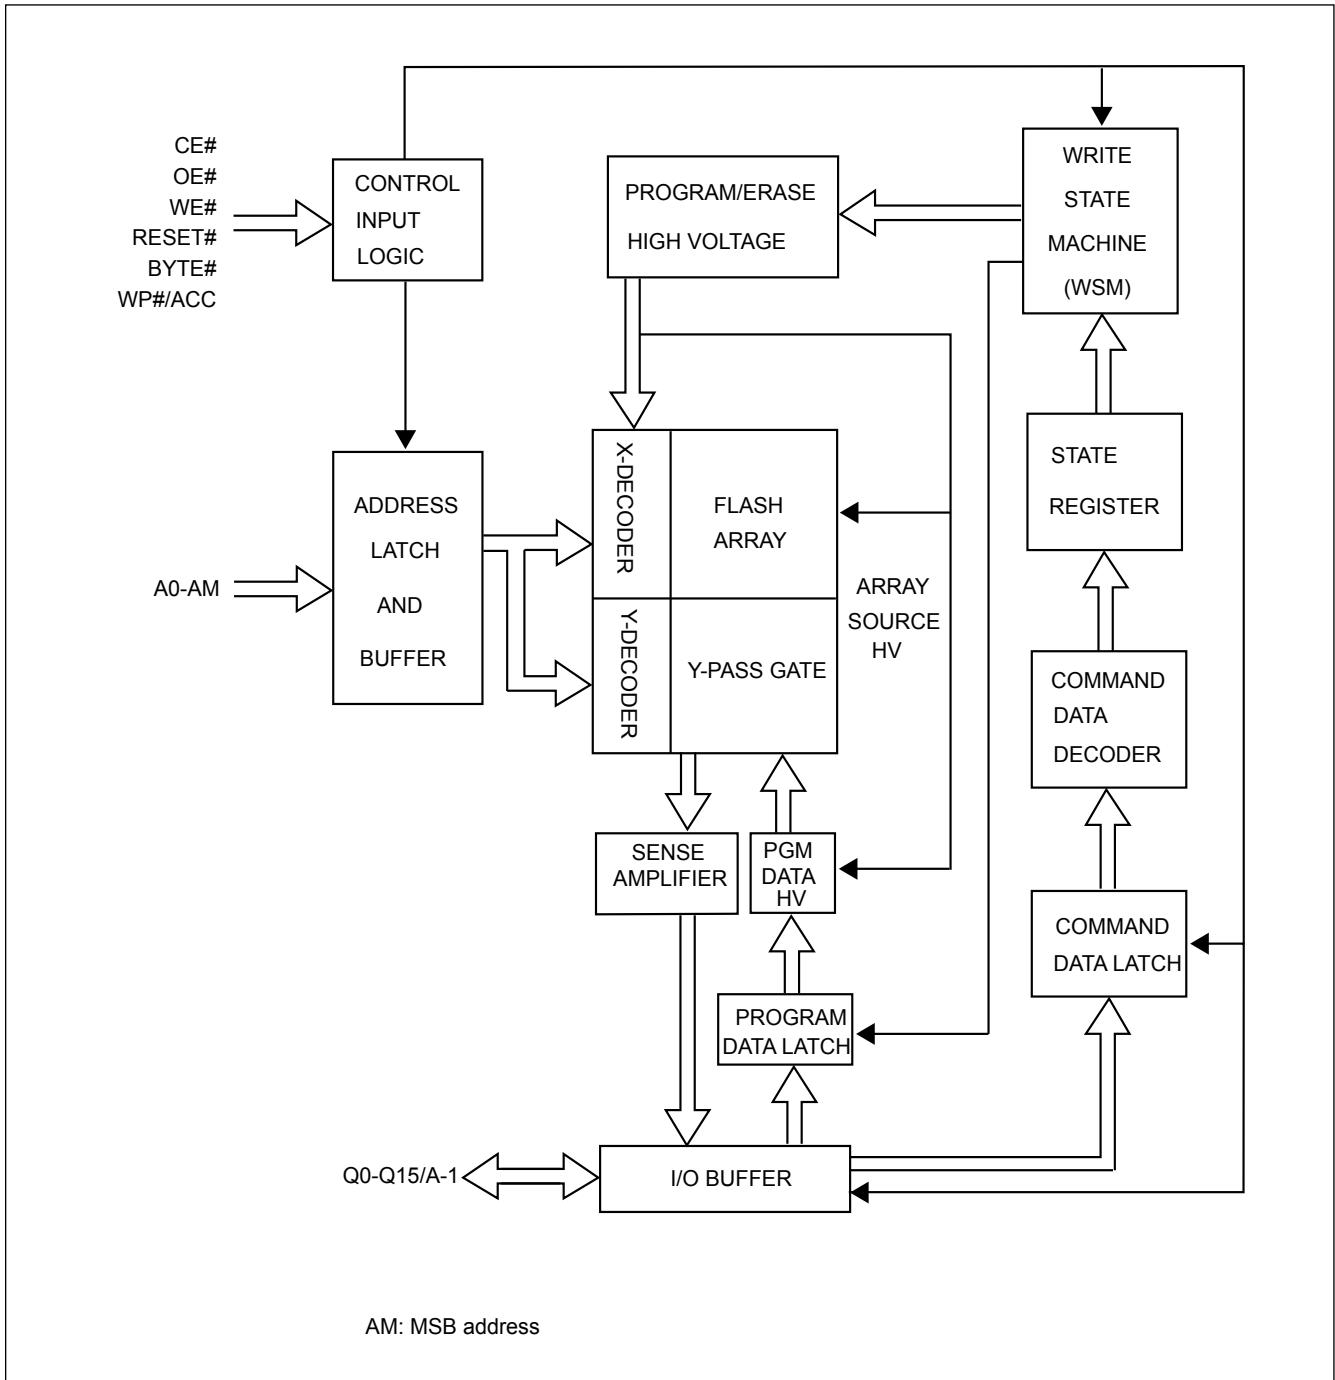 CE#
OE#
WE#
RESET#
BYTE#
WP#/ACC
CONTROL
INPUT
LOGIC
PROGRAM/ERASE
HIGH VOLTAGE
WRITE
STATE
MACHINE
(WSM)
A0-AM
ADDRESS
LATCH
AND
BUFFER
X-DECODER
FLASH
ARRAY
Y-DECODER
Y-PASS GATE
ARRAY
SOURCE
HV
STATE
REGISTER
COMMAND
DATA
DECODER
SENSE
AMPLIFIER
PGM
DATA
HV
COMMAND
DATA LATCH
PROGRAM
DATA LATCH
Q0-Q15/A-1
I/O BUFFER
AM: MSB address